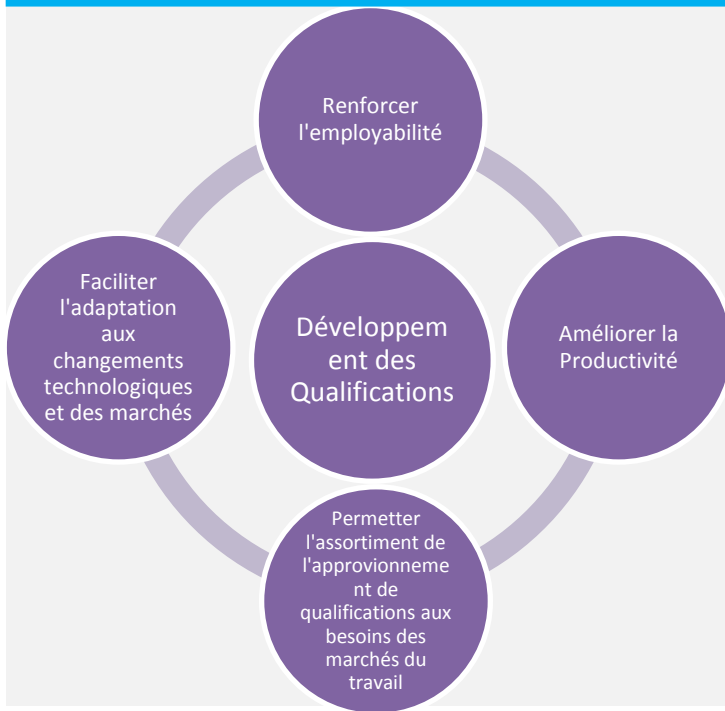 Renforcer
l'employabilité
Faciliter
l'adaptation
aux
changements
technologiques
et des marchés
Développem
ent des
Qualifications
Améliorer la
Productivité
Permetter
l'assortiment de
l'approvionneme
nt de
qualifications aux
besoins des
marchés du
travail